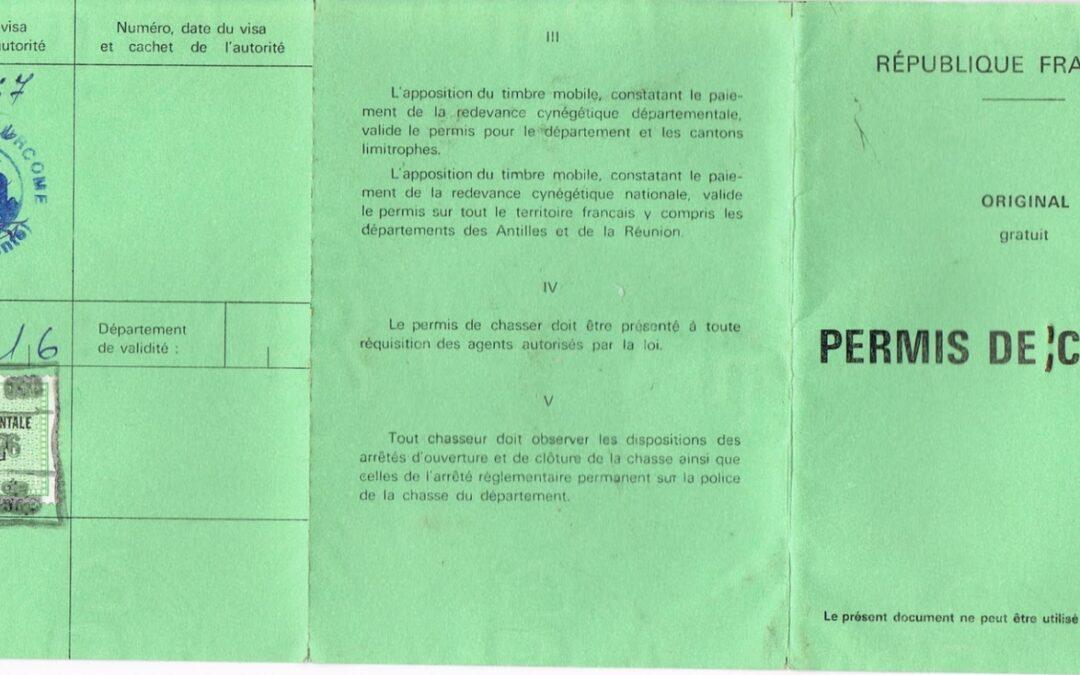 visa
autorité
Numéro, date du visa
et cachet de l'autorité
7
Département
de validité :
16
NTALE
76
III
L'apposition du timbre mobile, constatant le paie-
ment de la redevance cynégétique départementale,
valide le permis pour le département et les cantons
limitrophes.
L'apposition du timbre mobile, constatant le paie-
ment de la redevance cynégétique nationale, valide
le permis sur tout le territoire français y compris les
départements des Antilles et de la Réunion.
IV
Le permis de chasser doit être présenté à toute
réquisition des agents autorisés par la loi.
V
Tout chasseur doit observer les dispositions des
arrêtés d'ouverture et de clôture de la chasse ainsi que
celles de l'arrêté réglementaire permanent sur la police
de la chasse du département.
RÉPUBLIQUE FRA
ORIGINAL
gratuit
PERMIS DE C
Le présent document ne peut être utilisé